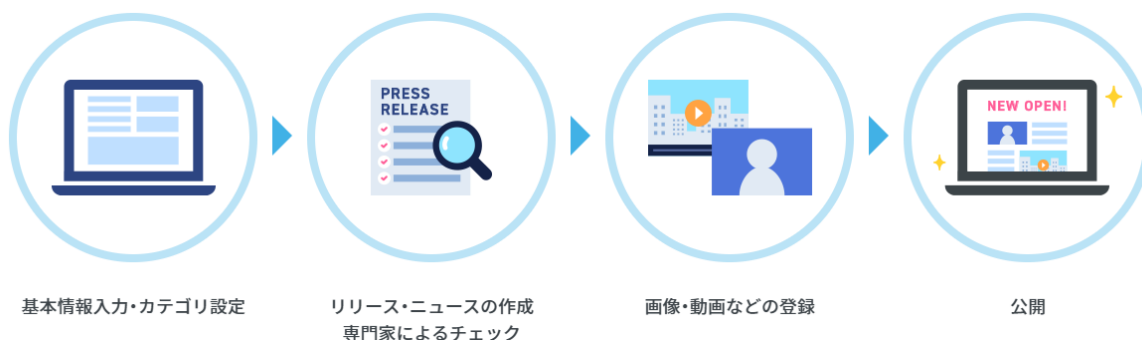 PRESS
RELEASE
NEW OPEN!
基本情報入力・カテゴリ設定
リリース・ニュースの作成
専門家によるチェック
画像・動画などの登録
公開